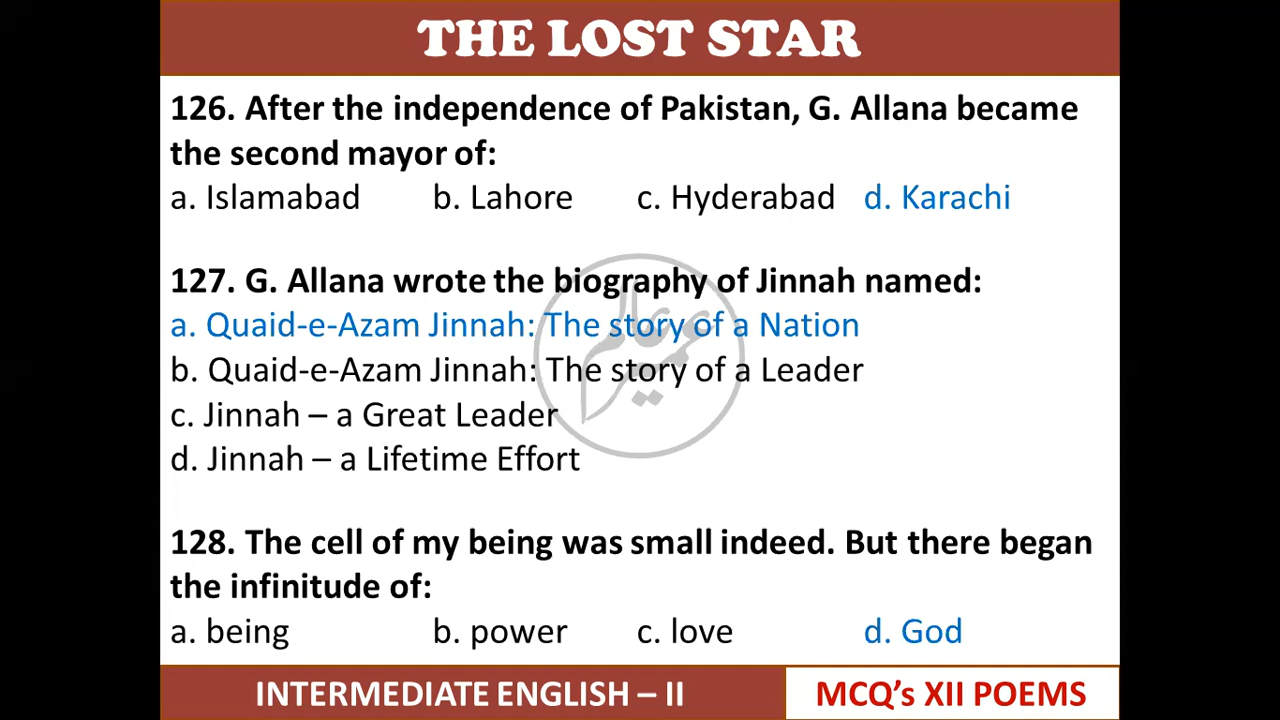 THE LOST STAR
126. After the independence of Pakistan, G. Allana became
the second mayor of:
a. Islamabad b. Lahore c. Hyderabad d. Karachi
127. G. Allana wrote the biography of Jinnah named:
a. Quaid-e-Azam Jinnah: The story of a Nation
b. Quaid-e-Azam Jinnah: The story of a Leader
c. Jinnah – a Great Leader
d. Jinnah – a Lifetime Effort
عمیر عالم
128. The cell of my being was small indeed. But there began
the infinitude of:
a. being b. power c. love d. God
INTERMEDIATE ENGLISH – II
MCQ's XII POEMS